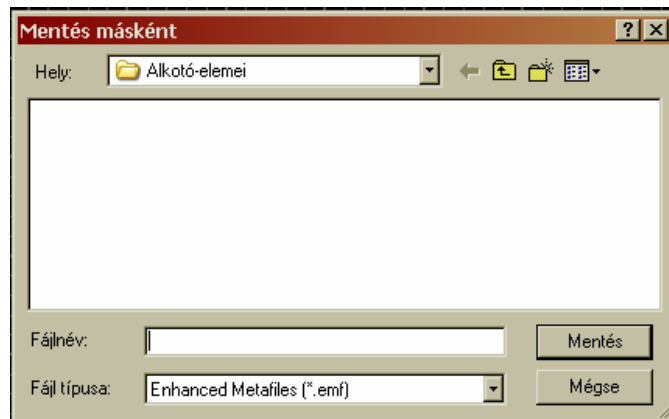 Mentés másként
Hely: Alkotó-elemei
Fájlnév: Mentés
Fájl típusa: Enhanced Metafiles (*.emf) Mégse